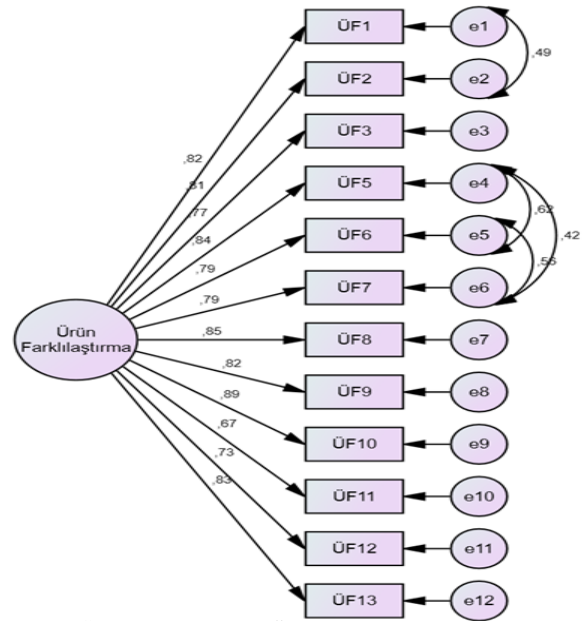 ÜF1
e1
,49
ÜF2
e2
ÜF3
e3
,82
,81
,77
ÜF5
e4
,84
,62
,42
ÜF6
e5
,79
,55
ÜF7
e6
,79
Ürün
Farklılaştırma
,85
ÜF8
e7
,82
ÜF9
e8
,89
ÜF10
e9
,67
ÜF11
e10
,73
ÜF12
e11
,83
ÜF13
e12